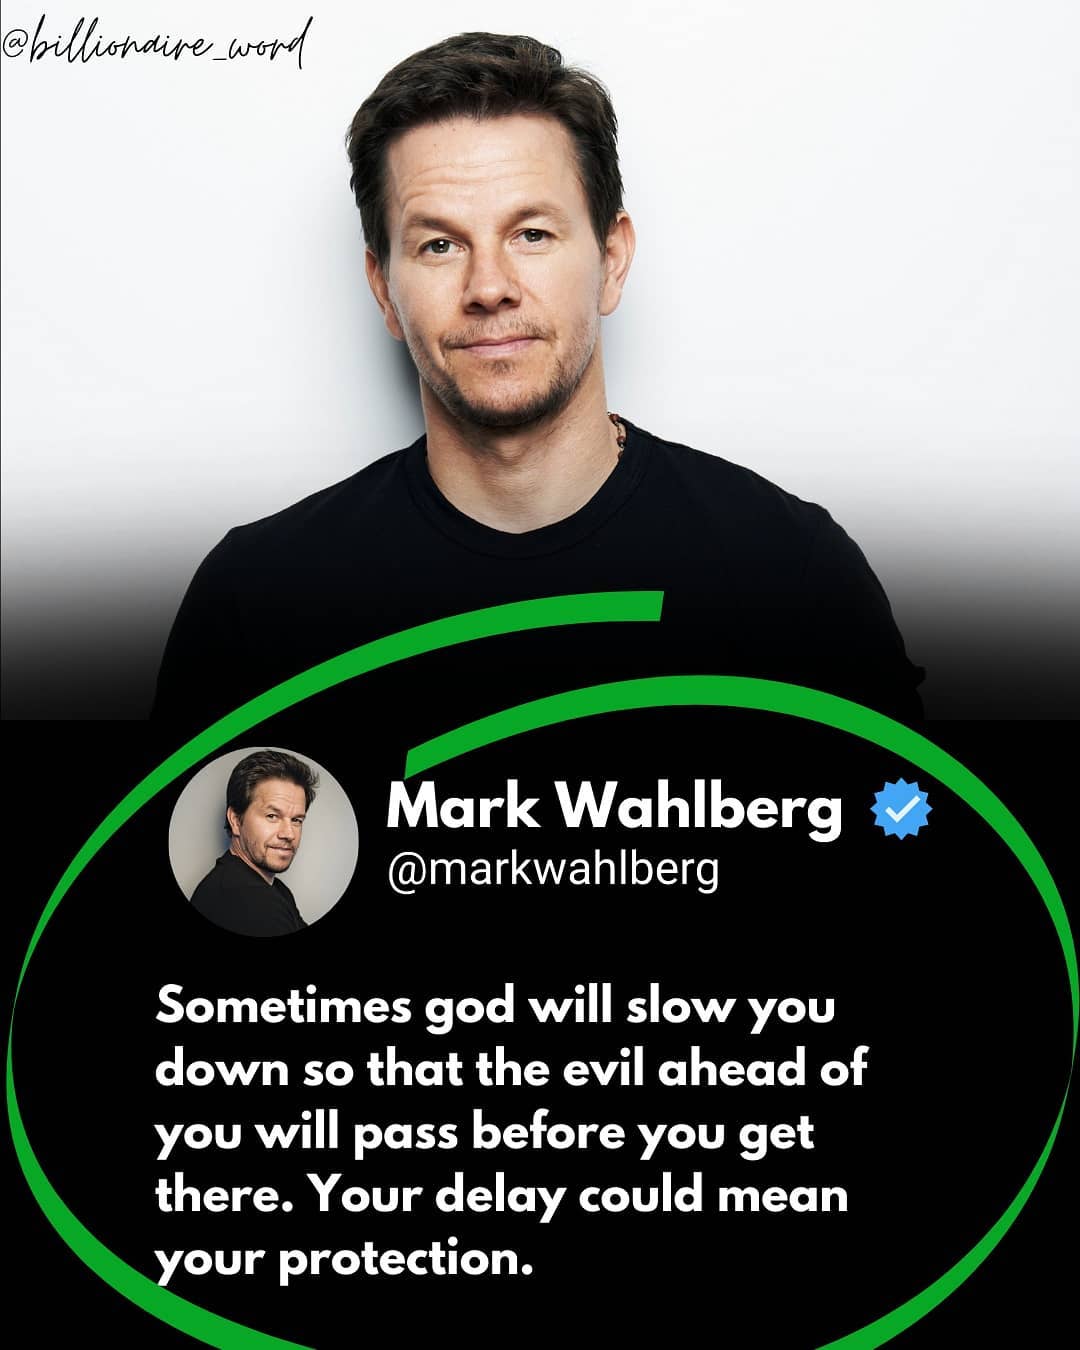 @billionaire_word
Mark Wahlberg
@markwahlberg
Sometimes god will slow you
down so that the evil ahead of
you will pass before you get
there. Your delay could mean
your protection.